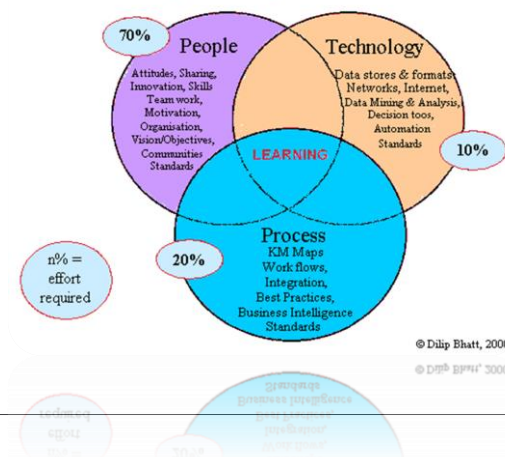 70%
People
Attitudes, Sharing,
Innovation, Skills
Team work,
Motivation,
Organisation,
Vision/Objectives,
Communities
Standards
Technology
Data stores & formats
Networks, Internet,
Data Mining & Analysis,
Decision toos,
Automation
Standards
10%
LEARNING
Process
KM Maps
Work flows,
Integration,
Best Practices,
Business Intelligence
Standards
20%
n% =
effort
required
© Dilip Bhatt, 2000